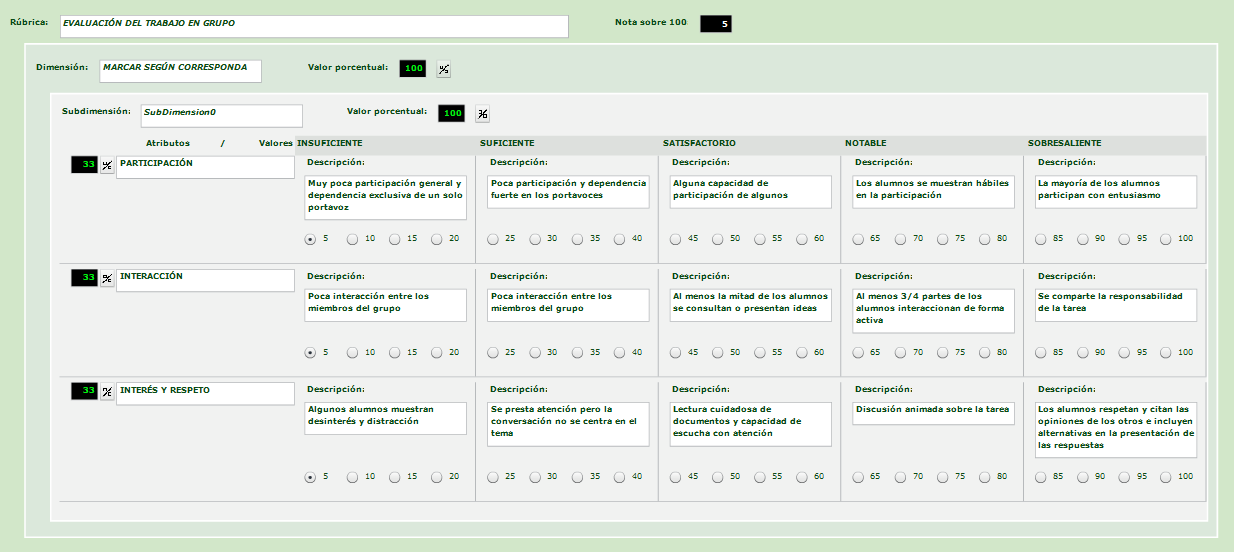 Rúbrica: EVALUACIÓN DEL TRABAJO EN GRUPO Nota sobre 100 5
Dimensión: MARCAR SEGÚN CORRESPONDA Valor porcentual: 100 %
Subdimensión: SubDimension0 Valor porcentual: 100 %
Atributos / Valores INSUFICIENTE SUFICIENTE SATISFACTORIO NOTABLE SOBRESALIENTE
33 % PARTICIPACIÓN
Descripción: Descripción: Descripción: Descripción: Descripción:
Muy poca participación general y
dependencia exclusiva de un solo
portavoz
Poca participación y dependencia
fuerte en los portavoces
Alguna capacidad de
participación de algunos
Los alumnos se muestran hábiles
en la participación
La mayoría de los alumnos
participan con entusiasmo
5 10 15 20 25 30 35 40 45 50 55 60 65 70 75 80 85 90 95 100
33 % INTERACCIÓN
Descripción: Descripción: Descripción: Descripción: Descripción:
Poca interacción entre los
miembros del grupo
Poca interacción entre los
miembros del grupo
Al menos la mitad de los alumnos
se consultan o presentan ideas
Al menos 3/4 partes de los
alumnos interaccionan de forma
activa
Se comparte la responsabilidad
de la tarea
5 10 15 20 25 30 35 40 45 50 55 60 65 70 75 80 85 90 95 100
33 % INTERÉS Y RESPETO
Descripción: Descripción: Descripción: Descripción: Descripción:
Algunos alumnos muestran
desinterés y distracción
Se presta atención pero la
conversación no se centra en el
tema
Lectura cuidadosa de
documentos y capacidad de
escucha con atención
Discusión animada sobre la tarea
Los alumnos respetan y citan las
opiniones de los otros e incluyen
alternativas en la presentación de
las respuestas
5 10 15 20 25 30 35 40 45 50 55 60 65 70 75 80 85 90 95 100